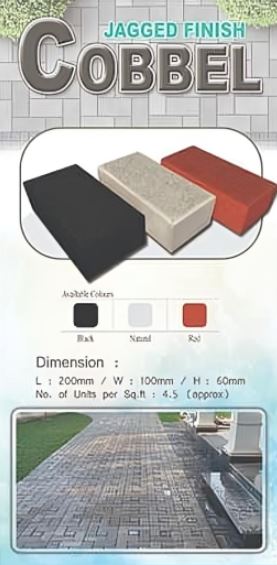 JAGGED FINISH
COBBEL
Available Colours
Black Natural Red
Dimension :
L : 200mm / W : 100mm / H : 60mm
No. of Units per Sq.ft : 4.5 (approx)